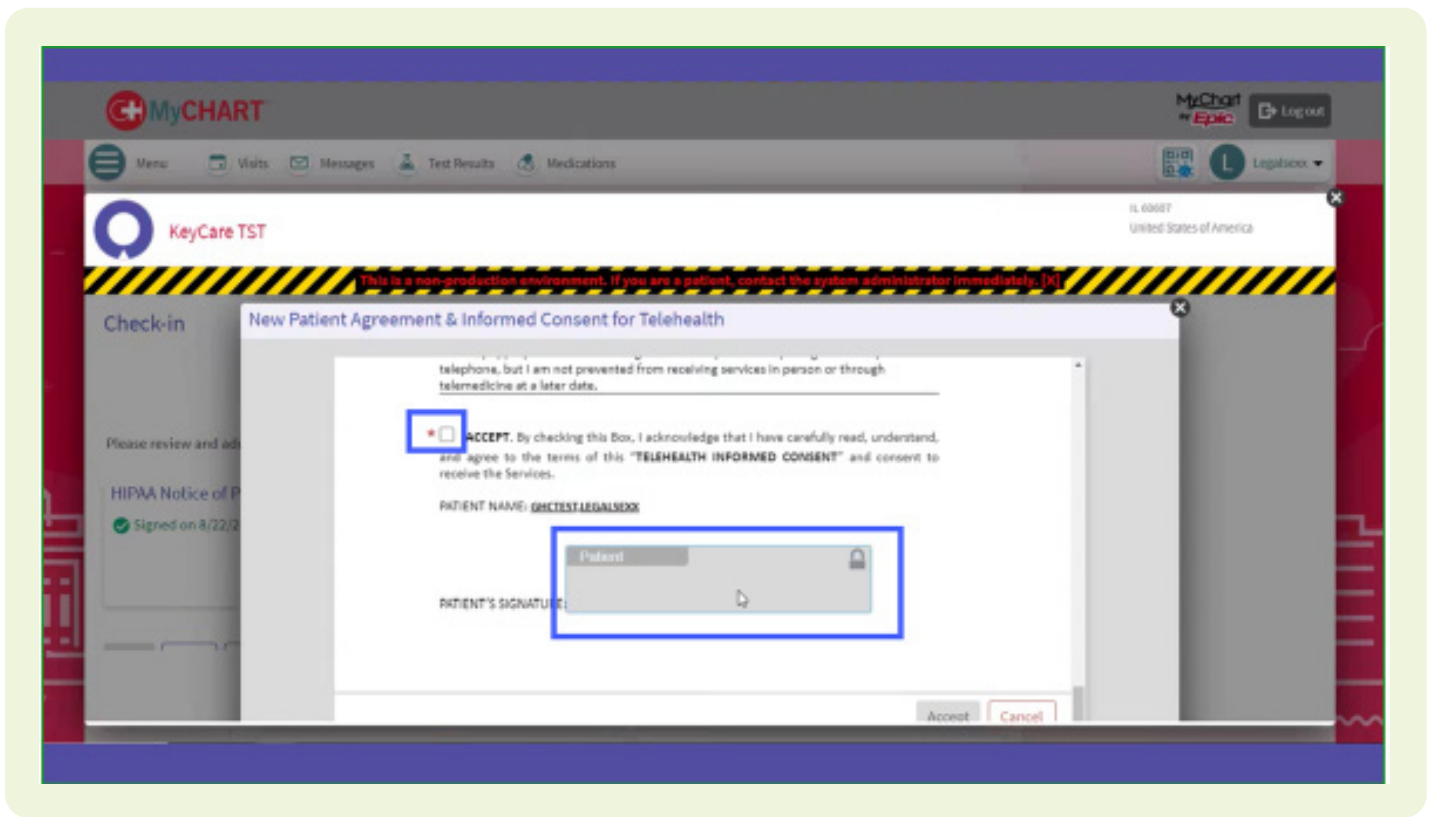 MyCHART
MyChart
by Epic
Log out
Menu
Visits
Messages
Test Results
Medications
L
Legalsexx
KeyCare TST
IL 60607
United States of America
This is a non-production environment. If you are a patient, contact the system administrator immediately. [X]
Check-in
New Patient Agreement & Informed Consent for Telehealth
telephone, but I am not prevented from receiving services in person or through
telemedicine at a later date.
Please review and
* ACCEPT. By checking this Box, I acknowledge that I have carefully read, understand,
and agree to the terms of this "TELEHEALTH INFORMED CONSENT" and consent to
receive the Services.
HIPAA Notice of P
PATIENT NAME: GHCTEST,LEGALSEXX
Signed on 8/22/2
Patient
PATIENT'S SIGNATURE:
Accept
Cancel